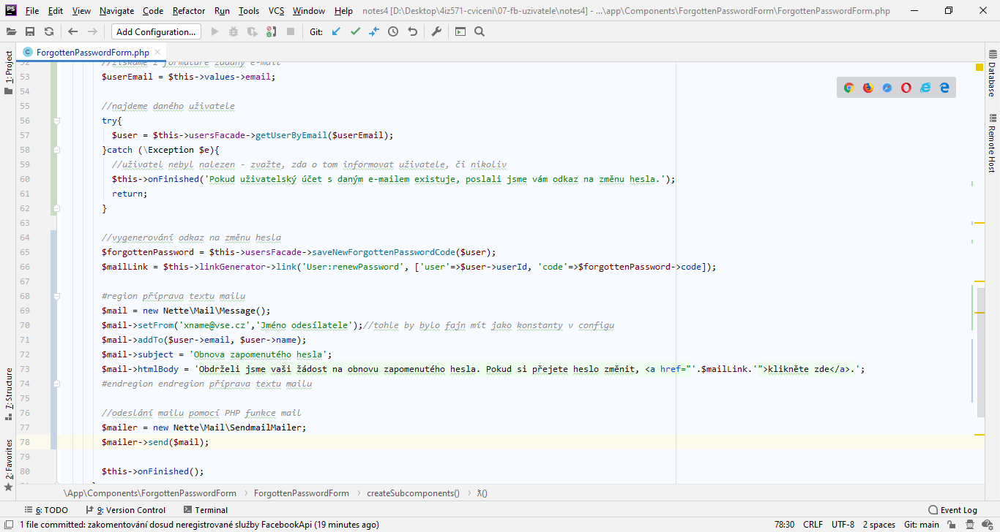 PS File Edit View Navigate Code Refactor Run Tools VCS Window Help notes4 [D:\Desktop\4iz571-cviceni\07-fb-uzivatele\notes4] - ...\app\Components\ForgottenPasswordForm\ForgottenPasswordForm.php
Add Configuration... Git:
C ForgottenPasswordForm.php
1: Project
7: Structure
2: Favorites
Database
Remote Host
52 //získáme z formuláře zadaný e-mail
53 $userEmail = $this->values->email;
54
55 //najdeme daného uživatele
56 try{
57 $user = $this->usersFacade->getUserByEmail($userEmail);
58 }catch (\Exception $e){
59 //uživatel nebyl nalezen - zvažte, zda o tom informovat uživatele, či nikoliv
60 $this->onFinished('Pokud uživatelský účet s daným e-mailem existuje, poslali jsme vám odkaz na změnu hesla.');
61 return;
62 }
63
64 //vygenerování odkaz na změnu hesla
65 $forgottenPassword = $this->usersFacade->saveNewForgottenPasswordCode($user);
66 $mailLink = $this->linkGenerator->link('User:renewPassword', ['user'=>$user->userId, 'code'=>$forgottenPassword->code]);
67
68 #region příprava textu mailu
69 $mail = new Nette\Mail\Message();
70 $mail->setFrom('xname@vse.cz','Jméno odesílatele');//tohle by bylo fajn mít jako konstanty v configu
71 $mail->addTo($user->email, $user->name);
72 $mail->subject = 'Obnova zapomenutého hesla';
73 $mail->htmlBody = 'Obdrželi jsme vaši žádost na obnovu zapomenutého hesla. Pokud si přejete heslo změnit, <a href="'.$mailLink.'">klikněte zde</a>.';
74 #endregion endregion příprava textu mailu
75
76 //odeslání mailu pomocí PHP funkce mail
77 $mailer = new Nette\Mail\SendmailMailer;
78 $mailer->send($mail);
79
80 $this->onFinished();
\App\Components\ForgottenPasswordForm › ForgottenPasswordForm › createSubcomponents() › λ()
6: TODO 9: Version Control Terminal Event Log
1 file committed: zakomentování dosud neregistrované služby FacebookApi (19 minutes ago) 78:30 CRLF UTF-8 2 spaces Git: main